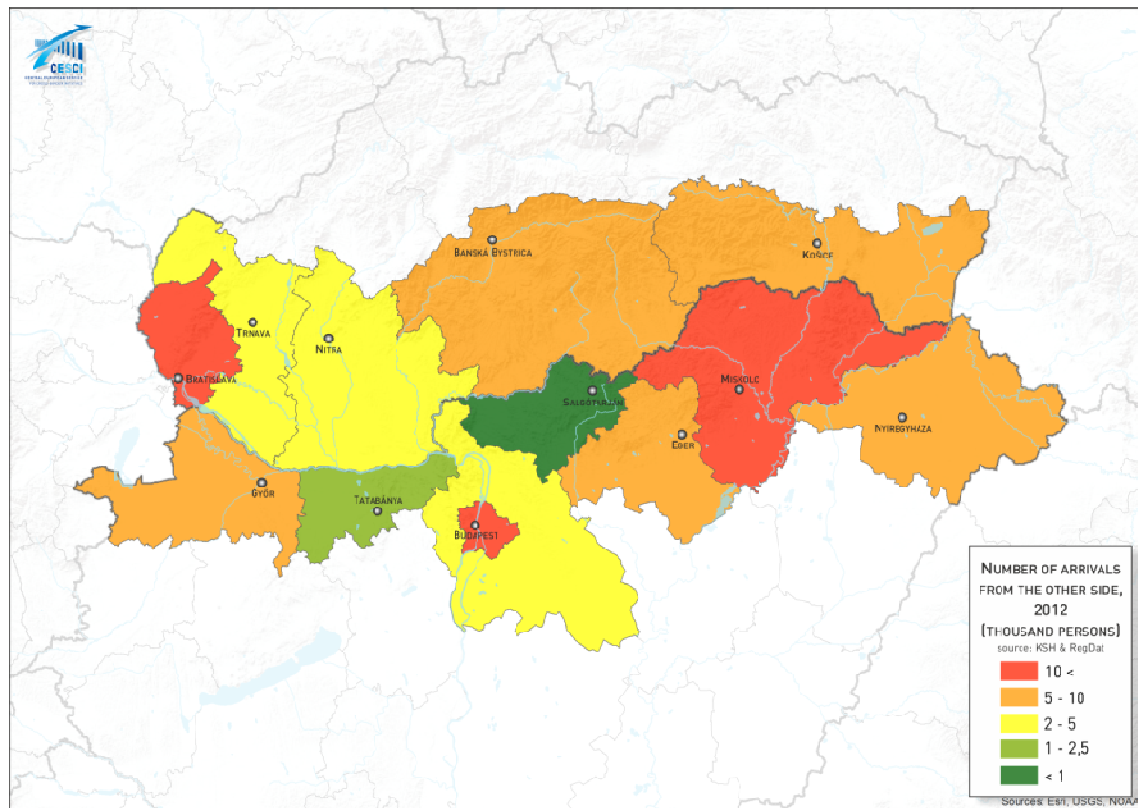 CESCI
BANSKÁ BYSTRICA
KOŠICE
TRNAVA
NITRA
BRATISLAVA
SALGÓTARJÁN
MISKOLC
NYÍREGYHÁZA
EGER
GYŐR
TATABÁNYA
BUDAPEST
NUMBER OF ARRIVALS
FROM THE OTHER SIDE,
2012
(THOUSAND PERSONS)
source: KSH & RegDat
10 <
5 - 10
2 - 5
1 - 2,5
< 1
Sources: Esri, USGS, NOAA